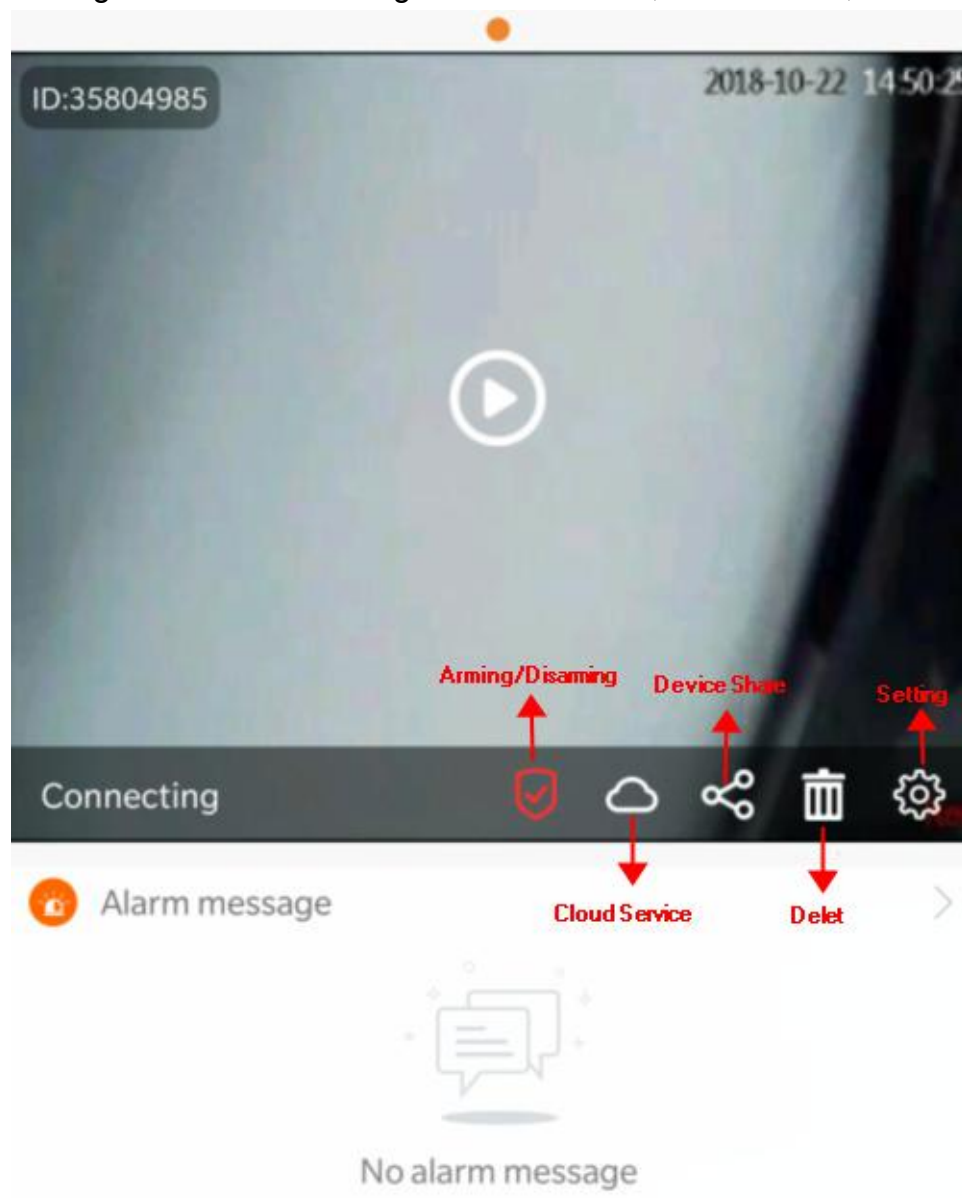 ID:35804985
2018-10-22 14:50:25
Arming/Disaming
Device Share
Setting
Connecting
Alarm message
Cloud Service
Delet
No alarm message